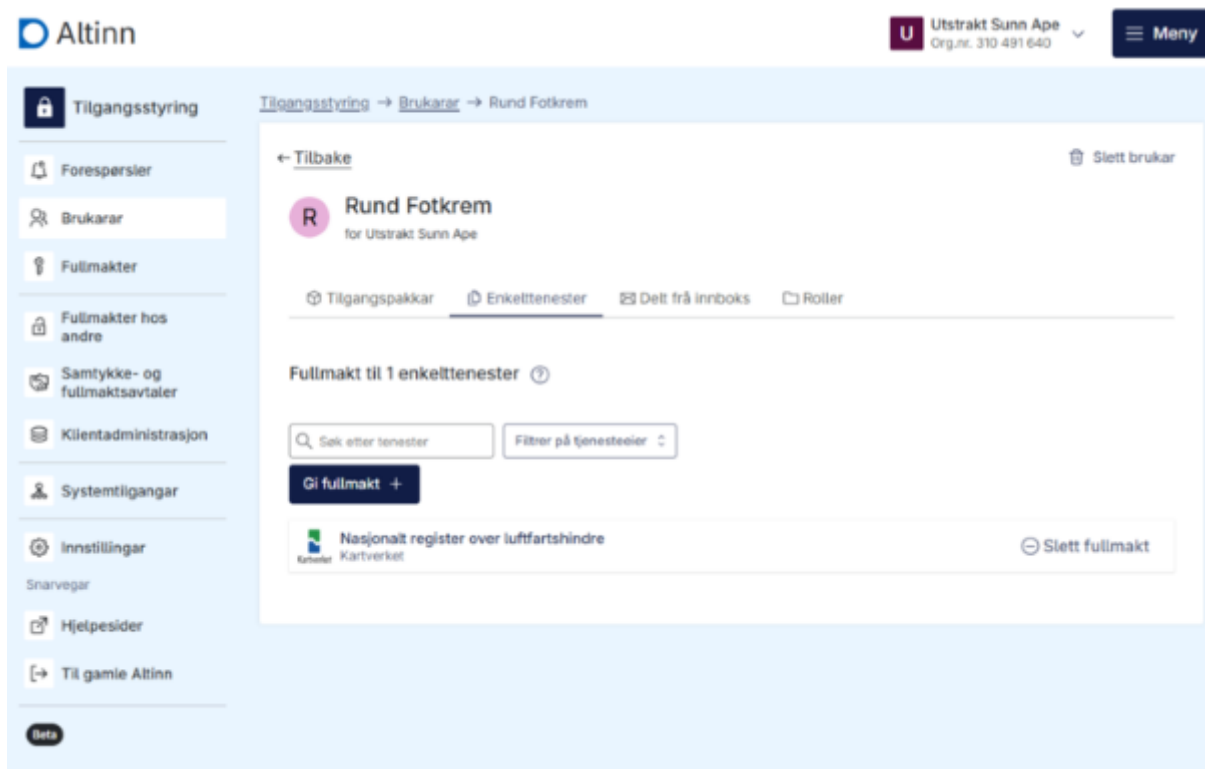 Altinn
U
Utstrakt Sunn Ape
Org.nr. 310 491 640
Meny
Tilgangsstyring
Forespørsler
Brukarar
Fullmakter
Fullmakter hos
andre
Samtykke- og
fullmaktsavtaler
Klientadministrasjon
Systemtilgangar
Innstillingar
Snarvegar
Hjelpesider
Til gamle Altinn
Beta
Tilgangsstyring → Brukarar → Rund Fotkrem
← Tilbake
Slett brukar
R
Rund Fotkrem
for Utstrakt Sunn Ape
Tilgangspakkar
Enkelttenester
Delt frå innboks
Roller
Fullmakt til 1 enkelttenester
Søk etter tenester
Filtrer på tjenesteeier
Gi fullmakt +
Kartverket
Nasjonalt register over luftfartshindre
Kartverket
Slett fullmakt